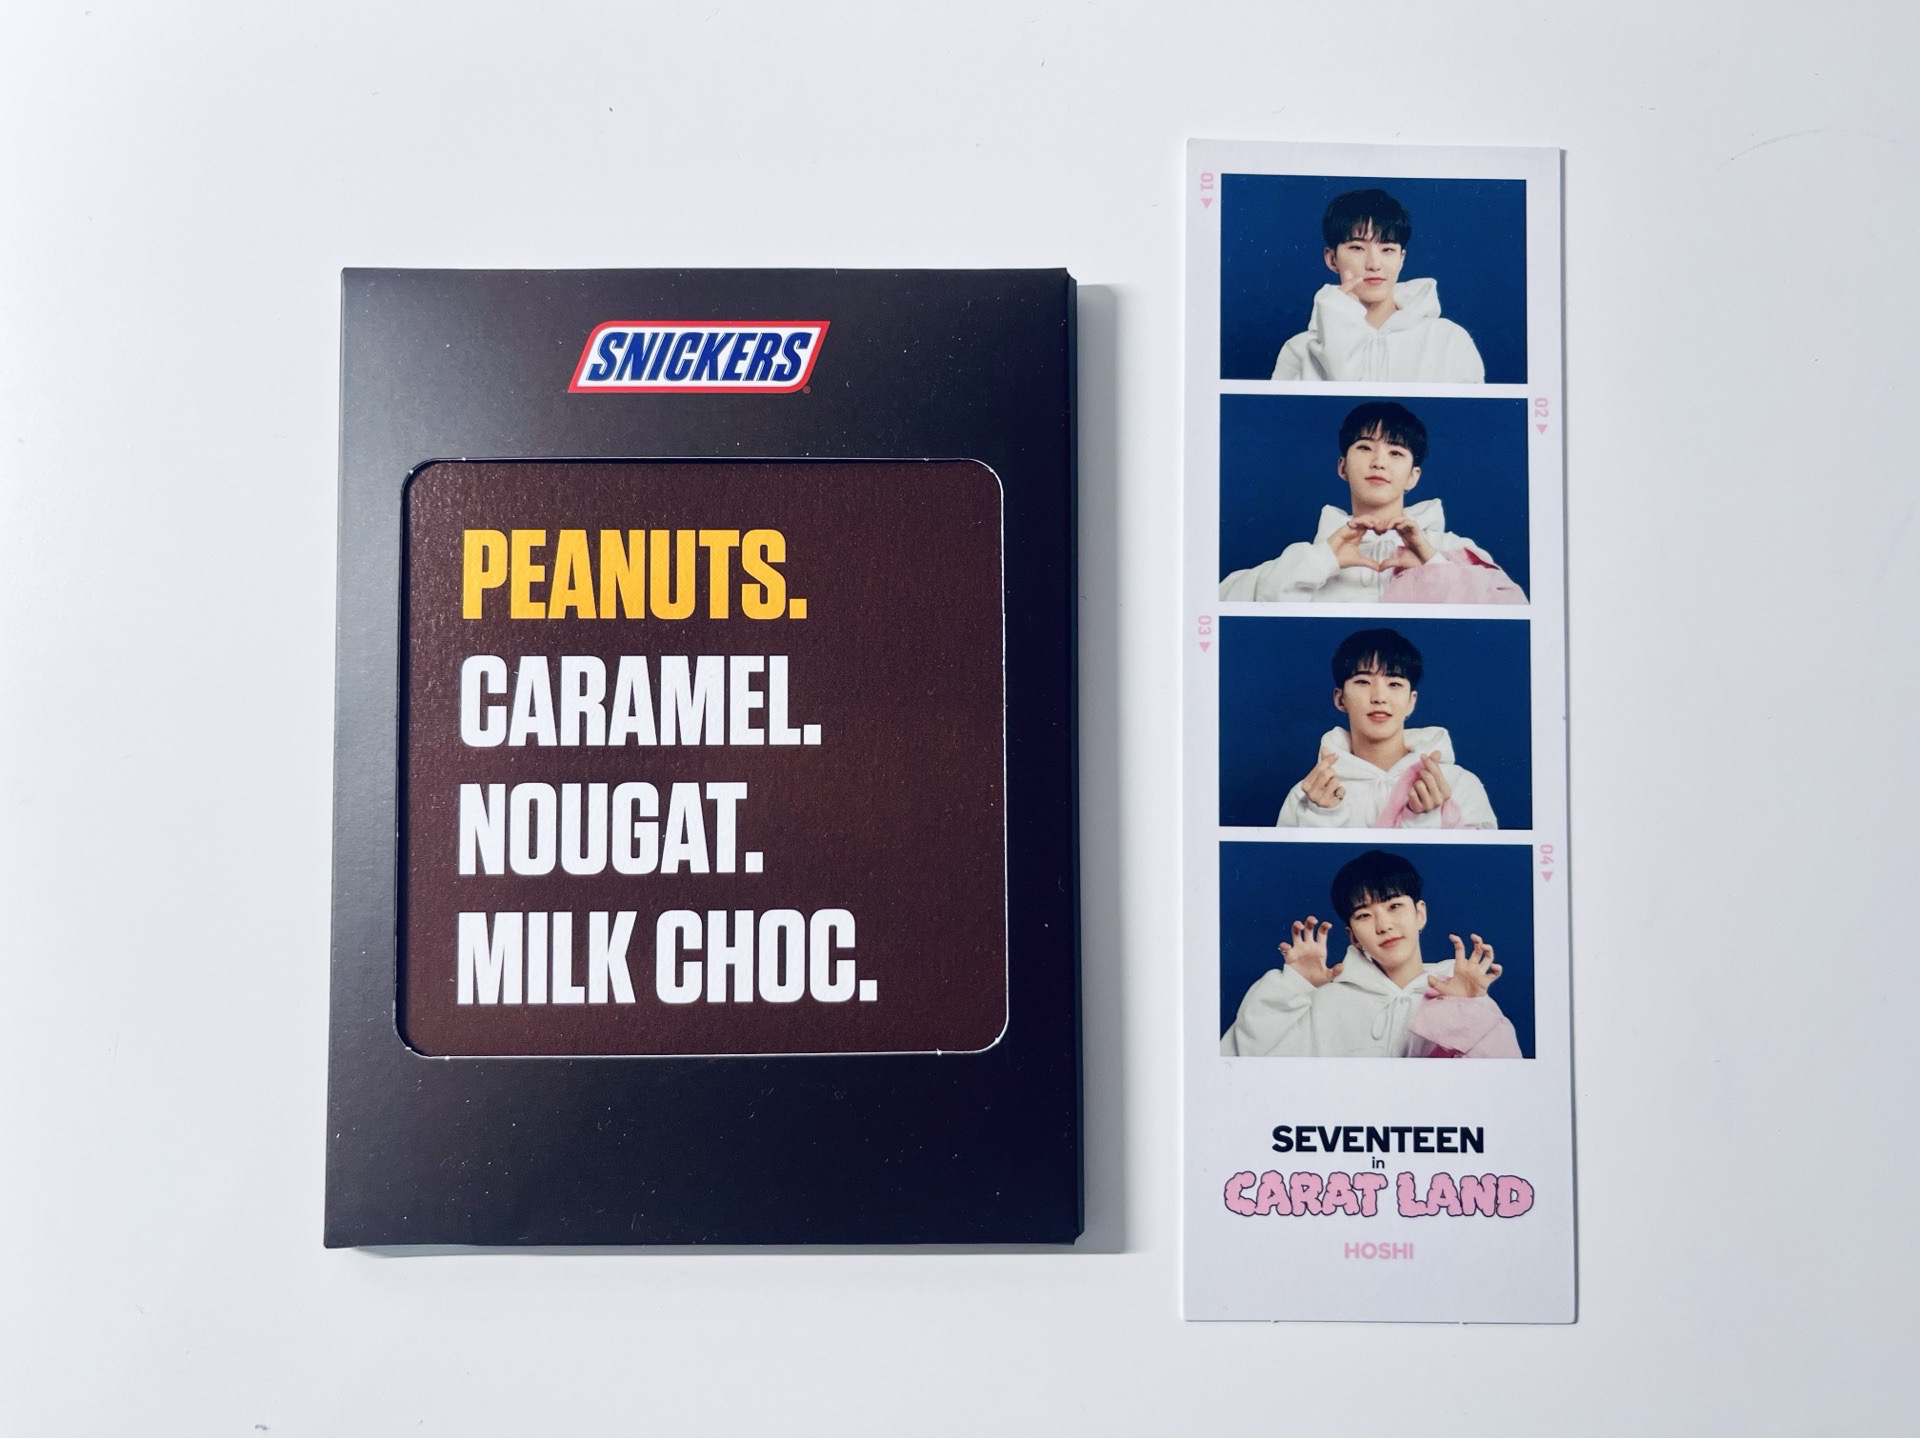 SNICKERS
PEANUTS.
CARAMEL.
NOUGAT.
MILK CHOC.
01
02
03
04
SEVENTEEN
in
CARAT LAND
HOSHI